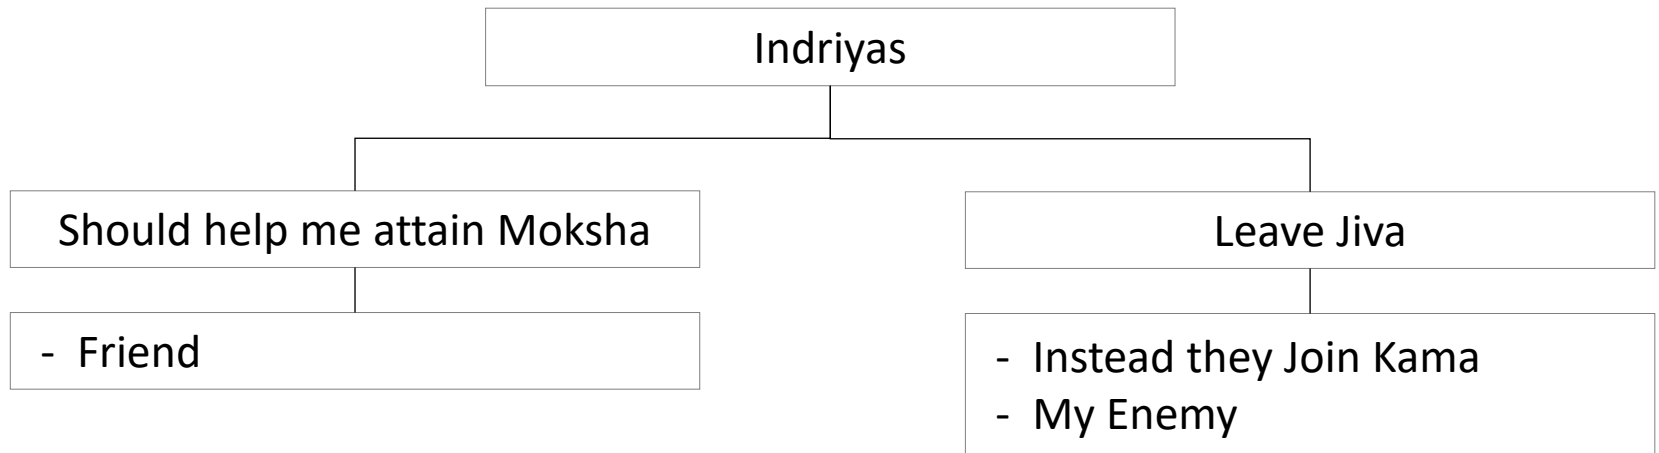 Indriyas
Should help me attain Moksha
Leave Jiva
- Friend
- Instead they Join Kama
- My Enemy